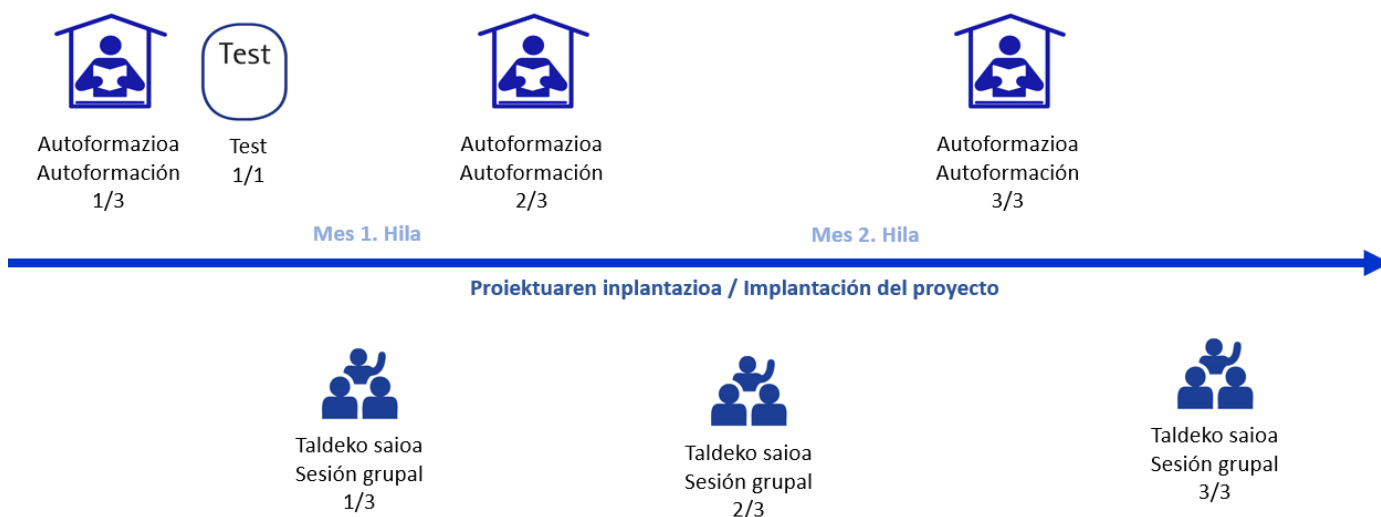 Test
Autoformazioa
Autoformación
1/3
Test
1/1
Autoformazioa
Autoformación
2/3
Autoformazioa
Autoformación
3/3
Mes 1. Hila
Mes 2. Hila
Proiektuaren inplantazioa / Implantación del proyecto
Taldeko saioa
Sesión grupal
1/3
Taldeko saioa
Sesión grupal
2/3
Taldeko saioa
Sesión grupal
3/3